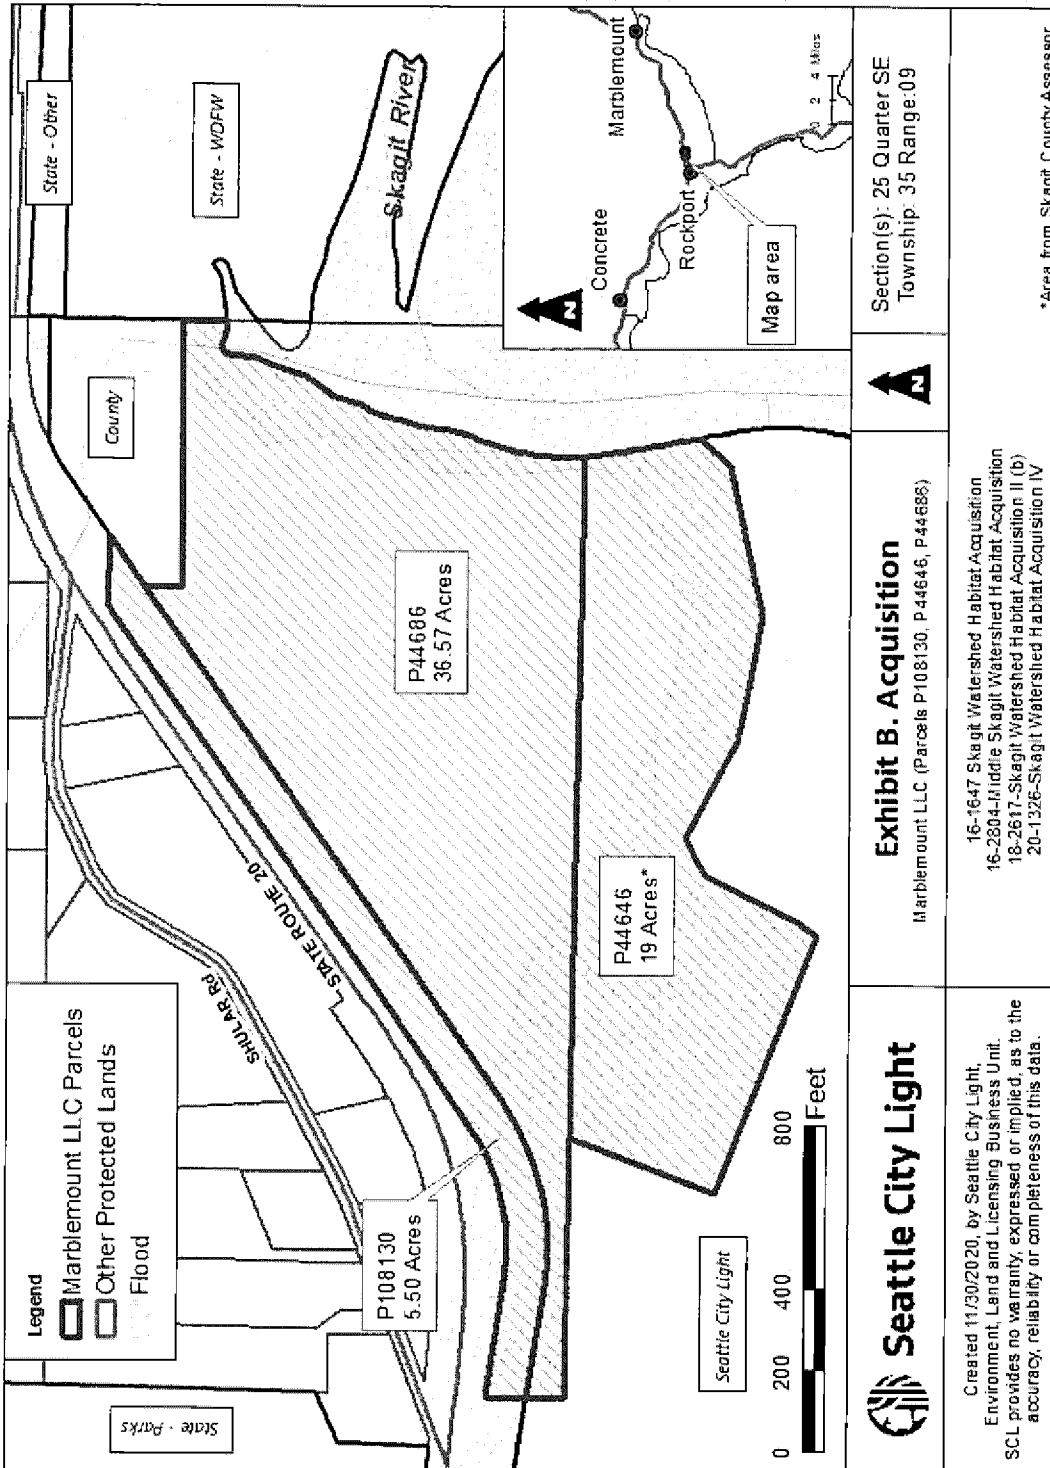 Legend
Marblemount LLC Parcels
Other Protected Lands
Flood
State - Parks
SHULAR Rd
STATE ROUTE 20
County
State - Other
State - WDFW
Skagit River
P108130
5.50 Acres
P44686
36.57 Acres
P44646
19 Acres*
Seattle City Light
0 200 400 800
Feet
N
Concrete
Rockport
Marblemount
Map area
0 2 4 Miles
Seattle City Light
Exhibit B. Acquisition
Marblemount LLC (Parcels P108130, P44646, P44686)
N
Section(s): 25 Quarter SE
Township: 35 Range:09
Created 11/30/2020, by Seattle City Light,
Environment, Land and Licensing Business Unit.
SCL provides no warranty, expressed or implied, as to the
accuracy, reliability or completeness of this data.
16-1647 Skagit Watershed Habitat Acquisition
16-2804-Middle Skagit Watershed Habitat Acquisition
18-2617-Skagit Watershed Habitat Acquisition II (b)
20-1326-Skagit Watershed Habitat Acquisition IV
*Area from Skagit County Assessor